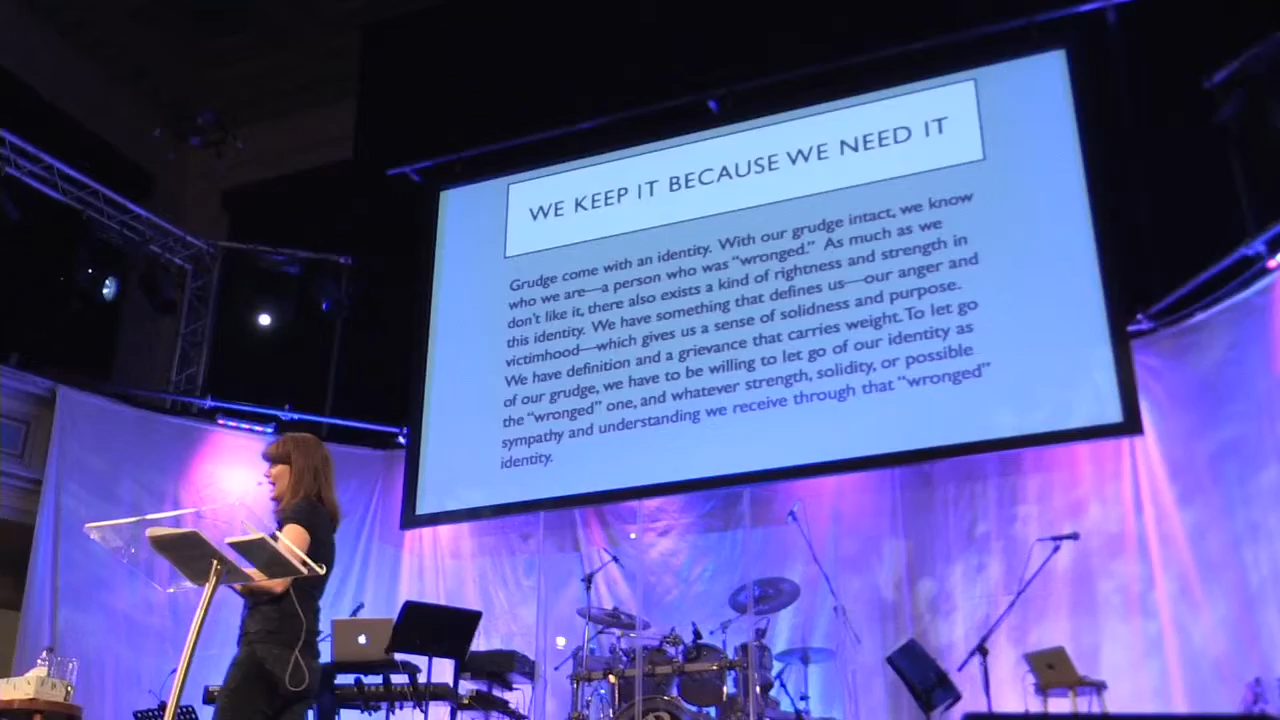 WE KEEP IT BECAUSE WE NEED IT
Grudge come with an identity. With our grudge intact, we know
who we are—a person who was “wronged.” As much as we
don't like it, there also exists a kind of rightness and strength in
this identity. We have something that defines us—our anger and
victimhood—which gives us a sense of solidness and purpose.
We have definition and a grievance that carries weight. To let go
of our grudge, we have to be willing to let go of our identity as
the “wronged” one, and whatever strength, solidity, or possible
sympathy and understanding we receive through that “wronged”
identity.